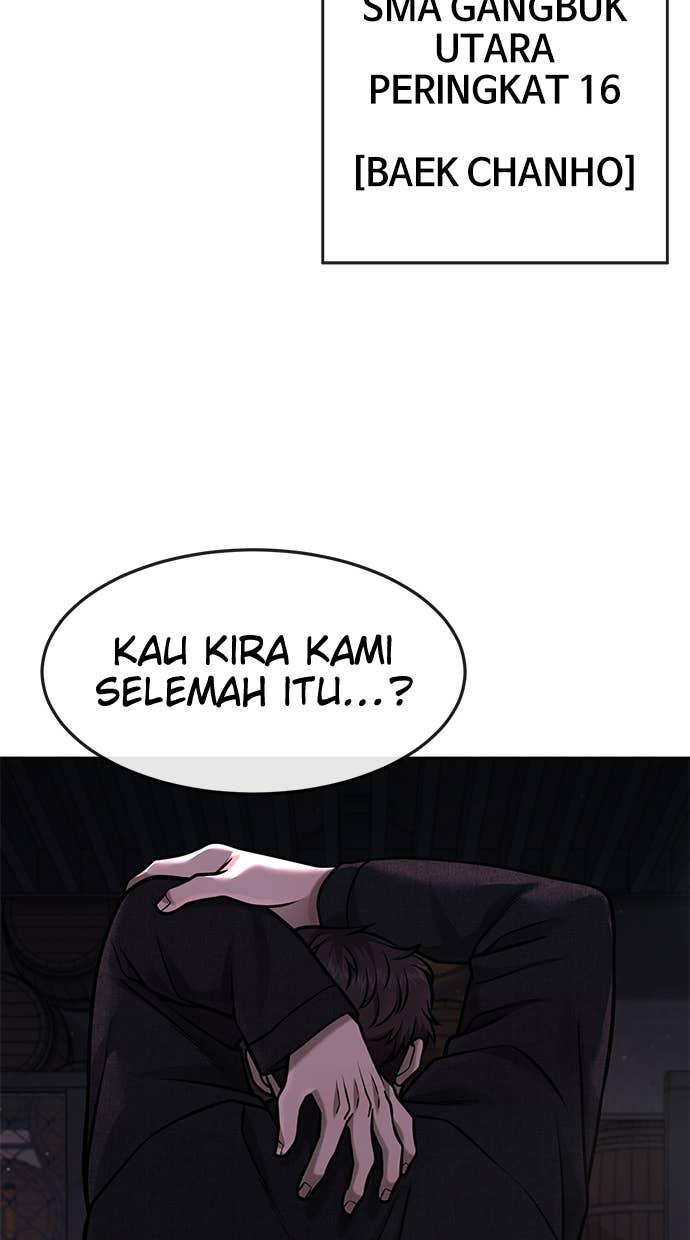 SMA GANGBUK
UTARA
PERINGKAT 16
[BAEK CHANHO]
KAU KIRA KAMI
SELEMAH ITU...?